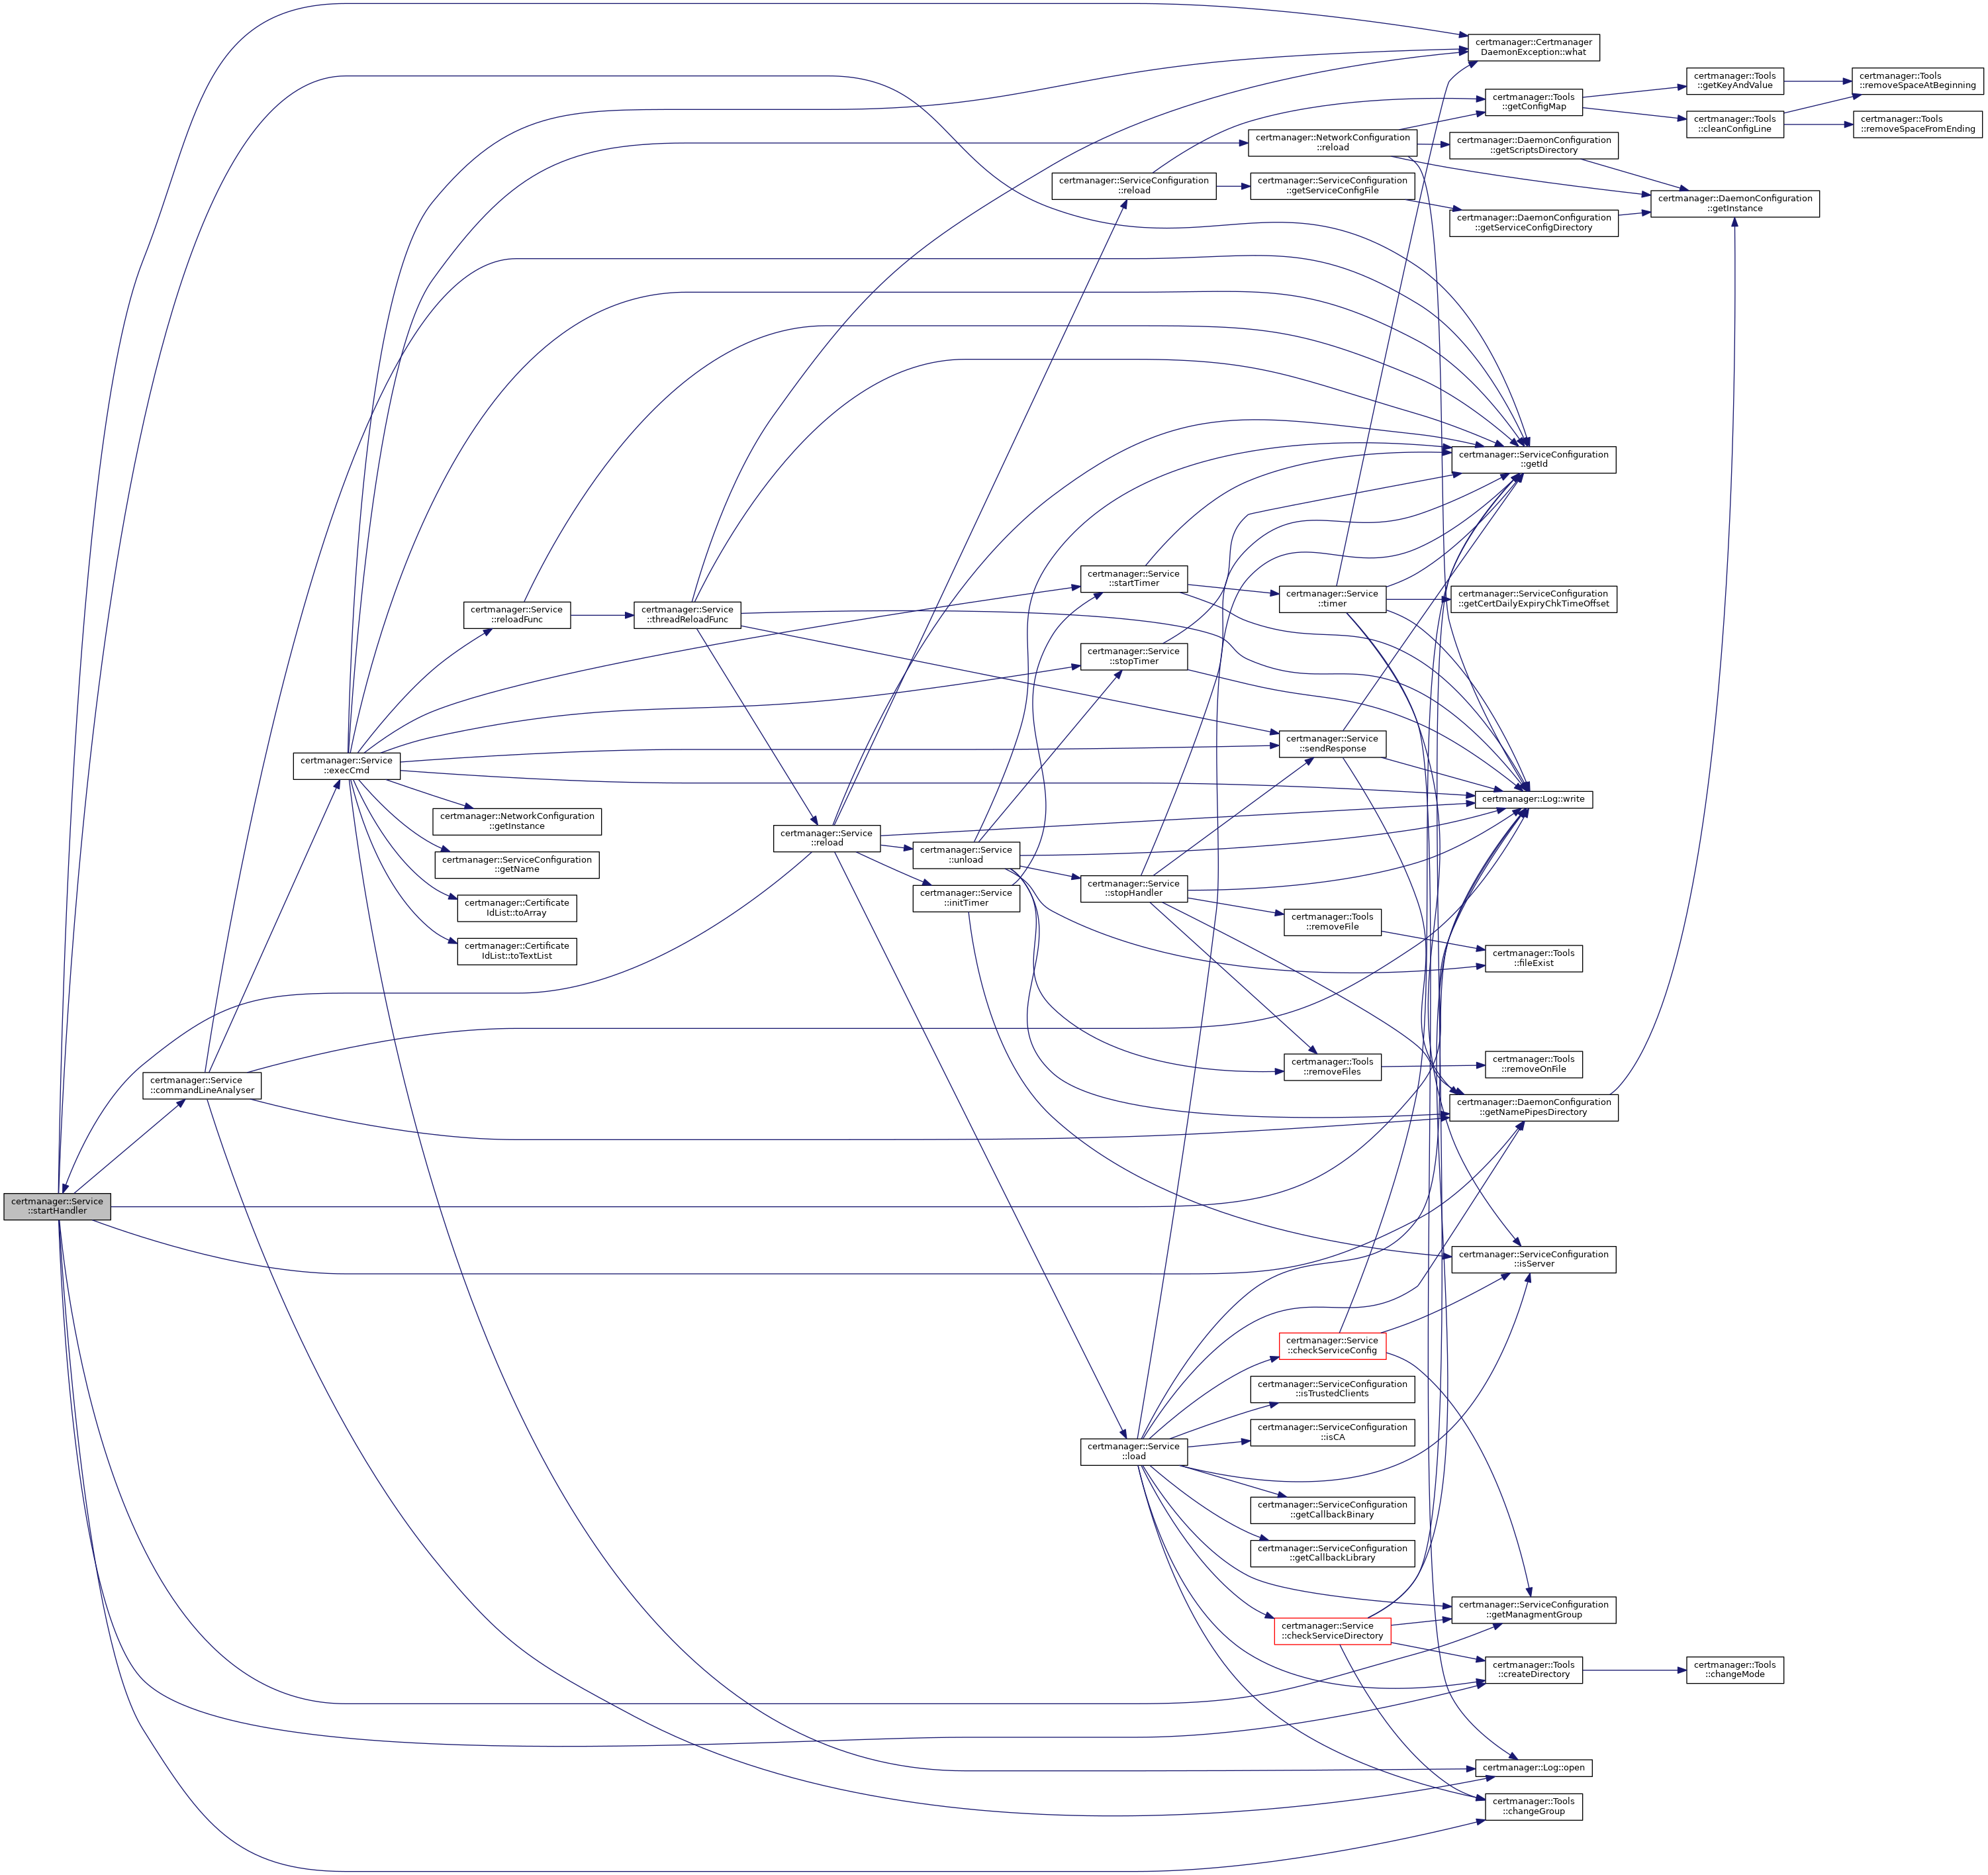 certmanager::Certmanager
DaemonException::what
certmanager::Tools
::getKeyAndValue
certmanager::Tools
::removeSpaceAtBeginning
certmanager::Tools
::getConfigMap
certmanager::Tools
::cleanConfigLine
certmanager::Tools
::removeSpaceFromEnding
certmanager::NetworkConfiguration
::reload
certmanager::DaemonConfiguration
::getScriptsDirectory
certmanager::ServiceConfiguration
::reload
certmanager::ServiceConfiguration
::getServiceConfigFile
certmanager::DaemonConfiguration
::getInstance
certmanager::DaemonConfiguration
::getServiceConfigDirectory
certmanager::ServiceConfiguration
::getId
certmanager::Service
::startTimer
certmanager::Service
::timer
certmanager::ServiceConfiguration
::getCertDailyExpiryChkTimeOffset
certmanager::Service
::reloadFunc
certmanager::Service
::threadReloadFunc
certmanager::Service
::stopTimer
certmanager::Service
::sendResponse
certmanager::Service
::execCmd
certmanager::Log::write
certmanager::NetworkConfiguration
::getInstance
certmanager::Service
::reload
certmanager::Service
::unload
certmanager::ServiceConfiguration
::getName
certmanager::Service
::stopHandler
certmanager::Service
::initTimer
certmanager::Certificate
IdList::toArray
certmanager::Tools
::removeFile
certmanager::Certificate
IdList::toTextList
certmanager::Tools
::fileExist
certmanager::Tools
::removeFiles
certmanager::Tools
::removeOnFile
certmanager::Service
::commandLineAnalyser
certmanager::DaemonConfiguration
::getNamePipesDirectory
certmanager::Service
::startHandler
certmanager::ServiceConfiguration
::isServer
certmanager::Service
::checkServiceConfig
certmanager::ServiceConfiguration
::isTrustedClients
certmanager::ServiceConfiguration
::isCA
certmanager::Service
::load
certmanager::ServiceConfiguration
::getCallbackBinary
certmanager::ServiceConfiguration
::getCallbackLibrary
certmanager::ServiceConfiguration
::getManagmentGroup
certmanager::Service
::checkServiceDirectory
certmanager::Tools
::createDirectory
certmanager::Tools
::changeMode
certmanager::Log::open
certmanager::Tools
::changeGroup